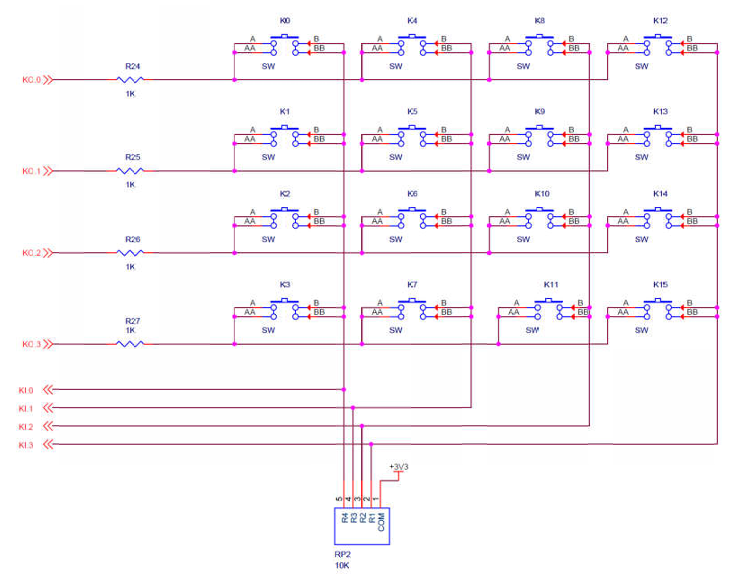 K0 K4 K8 K12
A B A B A B A B
AA BB AA BB AA BB AA BB
SW SW SW SW
KO.0 R24
1K
K1 K5 K9 K13
A B A B A B A B
AA BB AA BB AA BB AA BB
SW SW SW SW
KO.1 R25
1K
K2 K6 K10 K14
A B A B A B A B
AA BB AA BB AA BB AA BB
SW SW SW SW
KO.2 R26
1K
K3 K7 K11 K15
A B A B A B A B
AA BB AA BB AA BB AA BB
SW SW SW SW
KO.3 R27
1K
KI.0
KI.1
KI.2
KI.3
+3V3
5 4 3 2 1
R4 R3 R2 R1 COM
RP2
10K